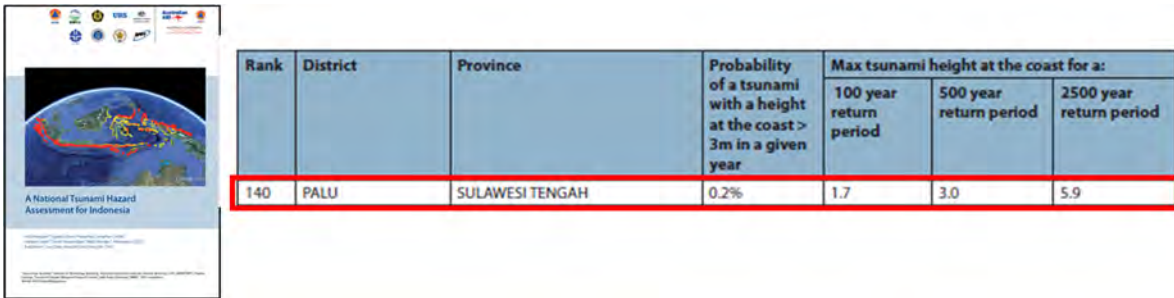 A National Tsunami Hazard
Assessment for Indonesia
Rank
District
Province
Probability
of a tsunami
with a height
at the coast >
3m in a given
year
Max tsunami height at the coast for a:
100 year
return
period
500 year
return period
2500 year
return period
140 PALU SULAWESI TENGAH 0.2% 1.7 3.0 5.9